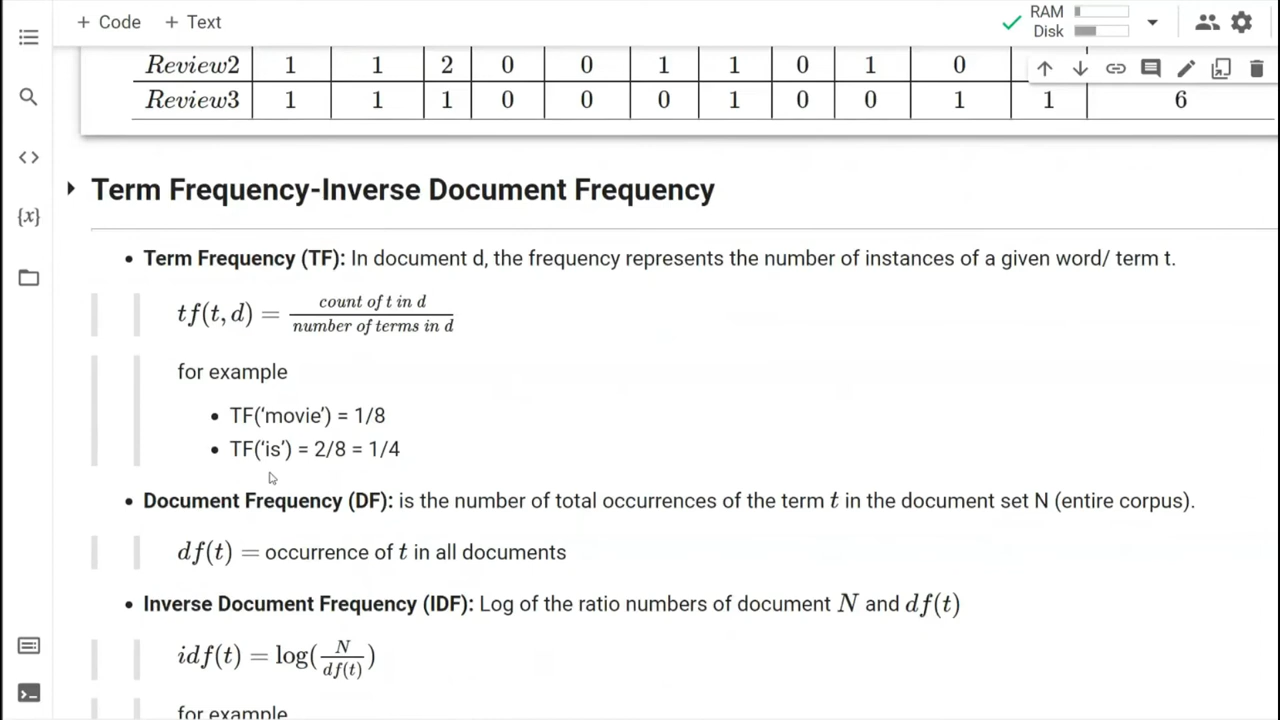 + Code + Text
RAM
Disk
Review2 1 1 2 0 0 1 1 0 1 0
Review3 1 1 1 0 0 0 1 0 0 1 1 6
Term Frequency-Inverse Document Frequency
• Term Frequency (TF): In document d, the frequency represents the number of instances of a given word/ term t.
tf(t, d) = count of t in d / number of terms in d
for example
• TF(‘movie’) = 1/8
• TF(‘is’) = 2/8 = 1/4
• Document Frequency (DF): is the number of total occurrences of the term t in the document set N (entire corpus).
df(t) = occurrence of t in all documents
• Inverse Document Frequency (IDF): Log of the ratio numbers of document N and df(t)
idf(t) = log(N / df(t))
for example